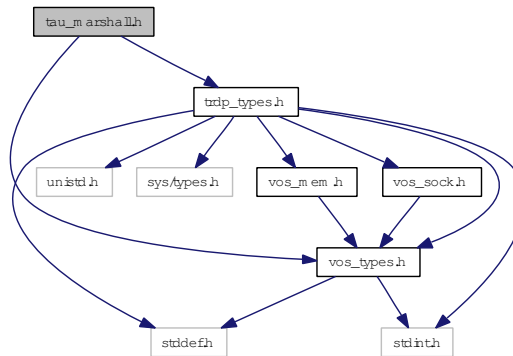 tau_marshall.h
trdp_types.h
unistd.h
sys/types.h
vos_mem.h
vos_sock.h
vos_types.h
stddef.h
stdint.h